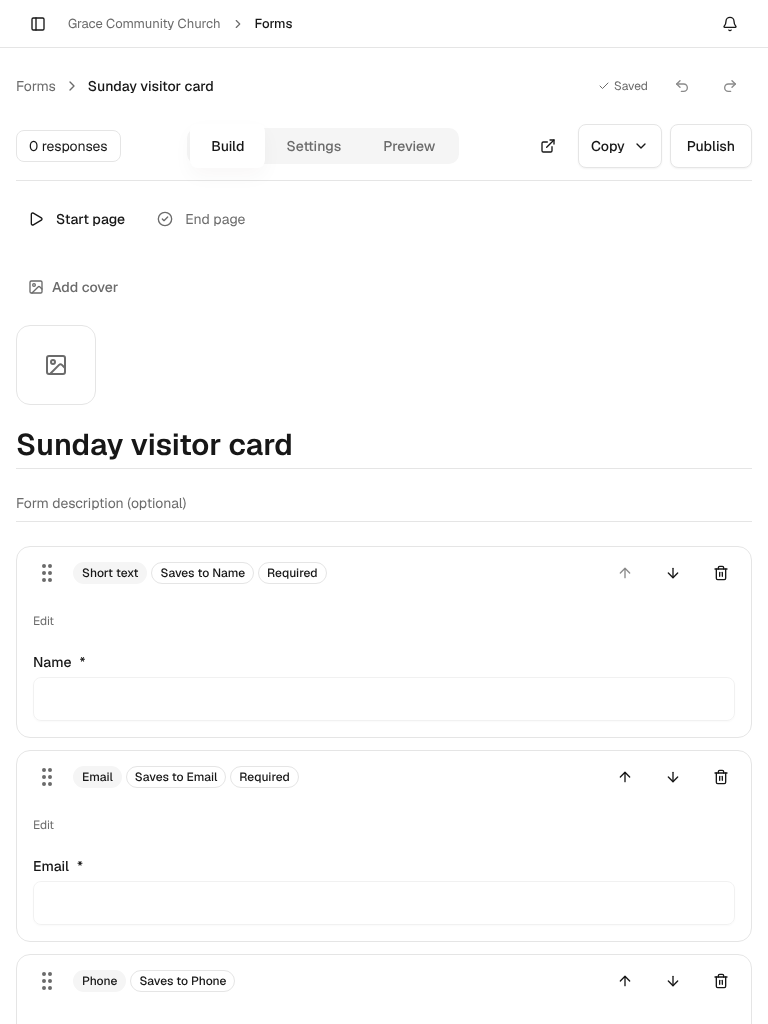 Grace Community Church > Forms
Forms > Sunday visitor card
Saved
0 responses
Build
Settings
Preview
Copy
Publish
Start page
End page
Add cover
Sunday visitor card
Form description (optional)
Short text
Saves to Name
Required
Edit
Name *
Email
Saves to Email
Required
Edit
Email *
Phone
Saves to Phone